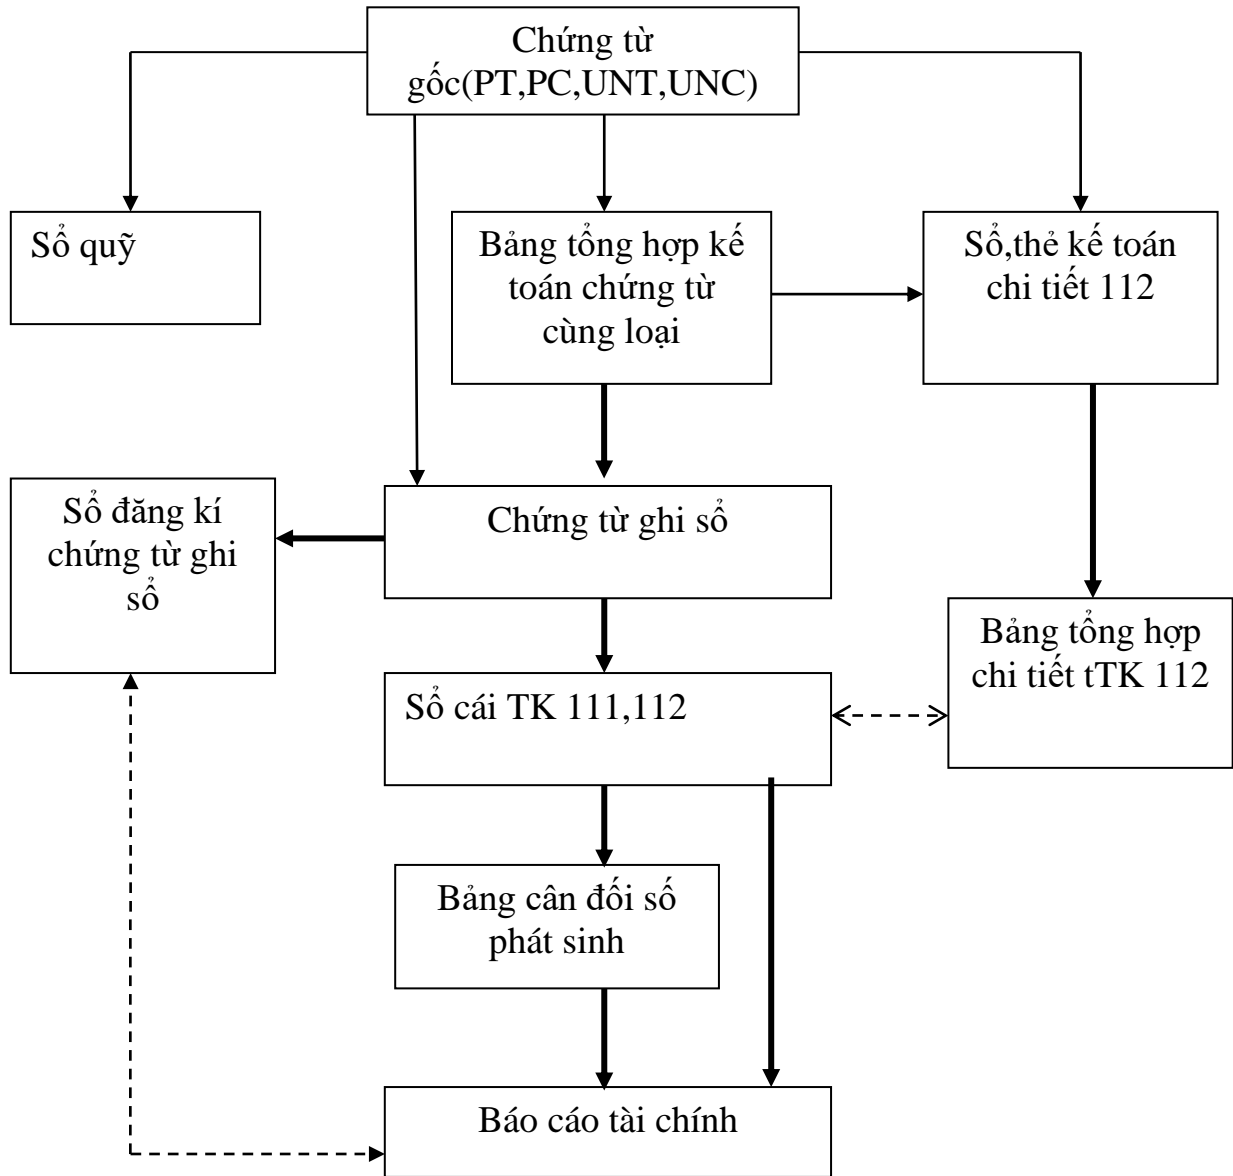 Chứng từ
gốc(PT,PC,UNT,UNC)
Sổ quỹ
Bảng tổng hợp kế
toán chứng từ
cùng loại
Sổ,thẻ kế toán
chi tiết 112
Sổ đăng kí
chứng từ ghi
sổ
Chứng từ ghi sổ
Bảng tổng hợp
chi tiết tTK 112
Sổ cái TK 111,112
Bảng cân đối số
phát sinh
Báo cáo tài chính